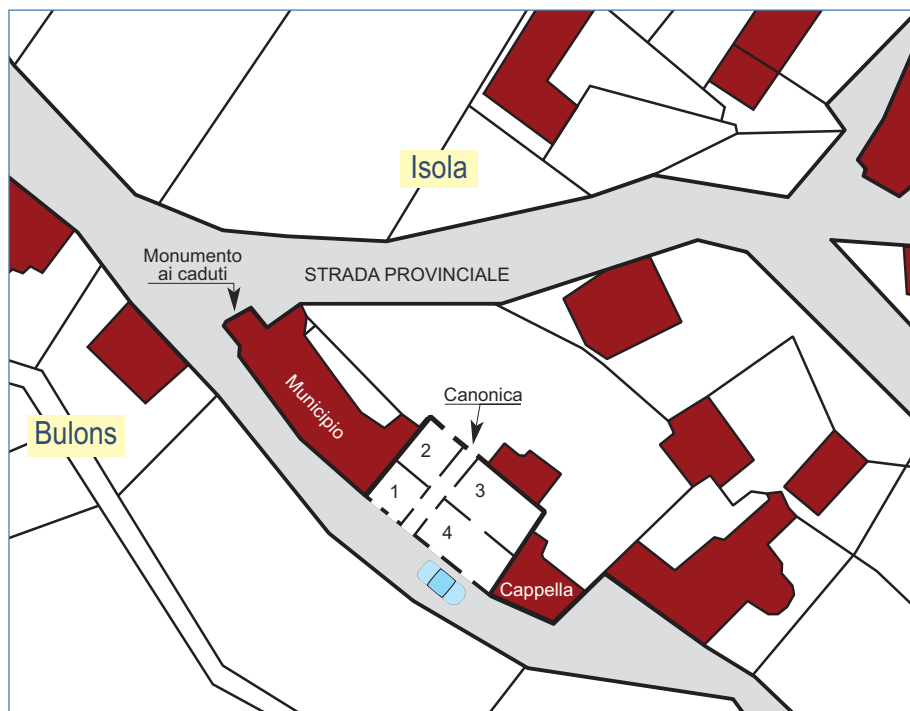 Isola
Monumento
ai caduti
STRADA PROVINCIALE
Municipio
Canonica
Bulons
2
1
3
4
Cappella